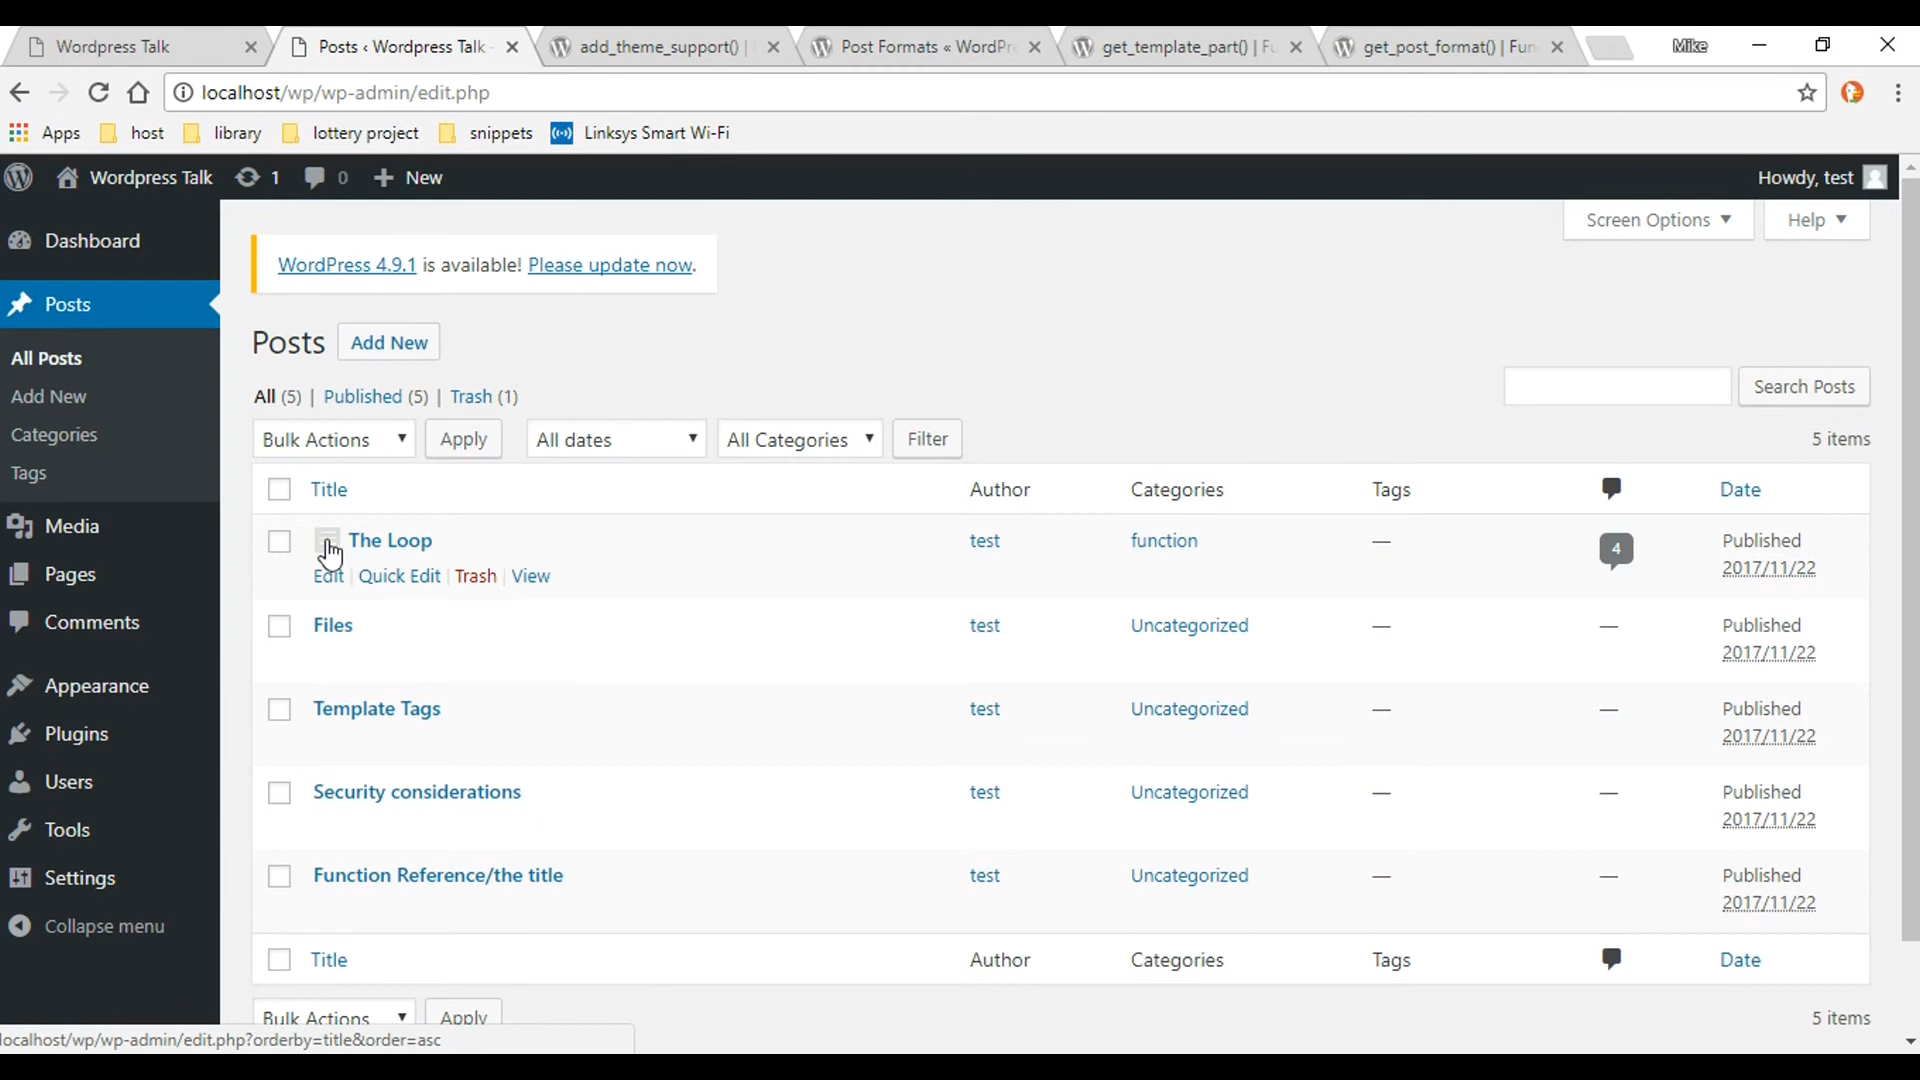 Wordpress Talk
Posts ‹ Wordpress Talk -
add_theme_support() |
Post Formats « WordPr
get_template_part() | Fu
get_post_format() | Fun
Mike
localhost/wp/wp-admin/edit.php
Apps host library lottery project snippets Linksys Smart Wi-Fi
Wordpress Talk 1 0 New Howdy, test
Screen Options Help
Dashboard
Posts
All Posts
Add New
Categories
Tags
Media
Pages
Comments
Appearance
Plugins
Users
Tools
Settings
Collapse menu
WordPress 4.9.1 is available! Please update now.
Posts Add New
All (5) | Published (5) | Trash (1)
Search Posts
Bulk Actions Apply All dates All Categories Filter 5 items
Title Author Categories Tags Date
The Loop test function — 4 Published
2017/11/22
Edit | Quick Edit | Trash | View
Files test Uncategorized — — Published
2017/11/22
Template Tags test Uncategorized — — Published
2017/11/22
Security considerations test Uncategorized — — Published
2017/11/22
Function Reference/the title test Uncategorized — — Published
2017/11/22
Title Author Categories Tags Date
Bulk Actions Apply 5 items
localhost/wp/wp-admin/edit.php?orderby=title&order=asc